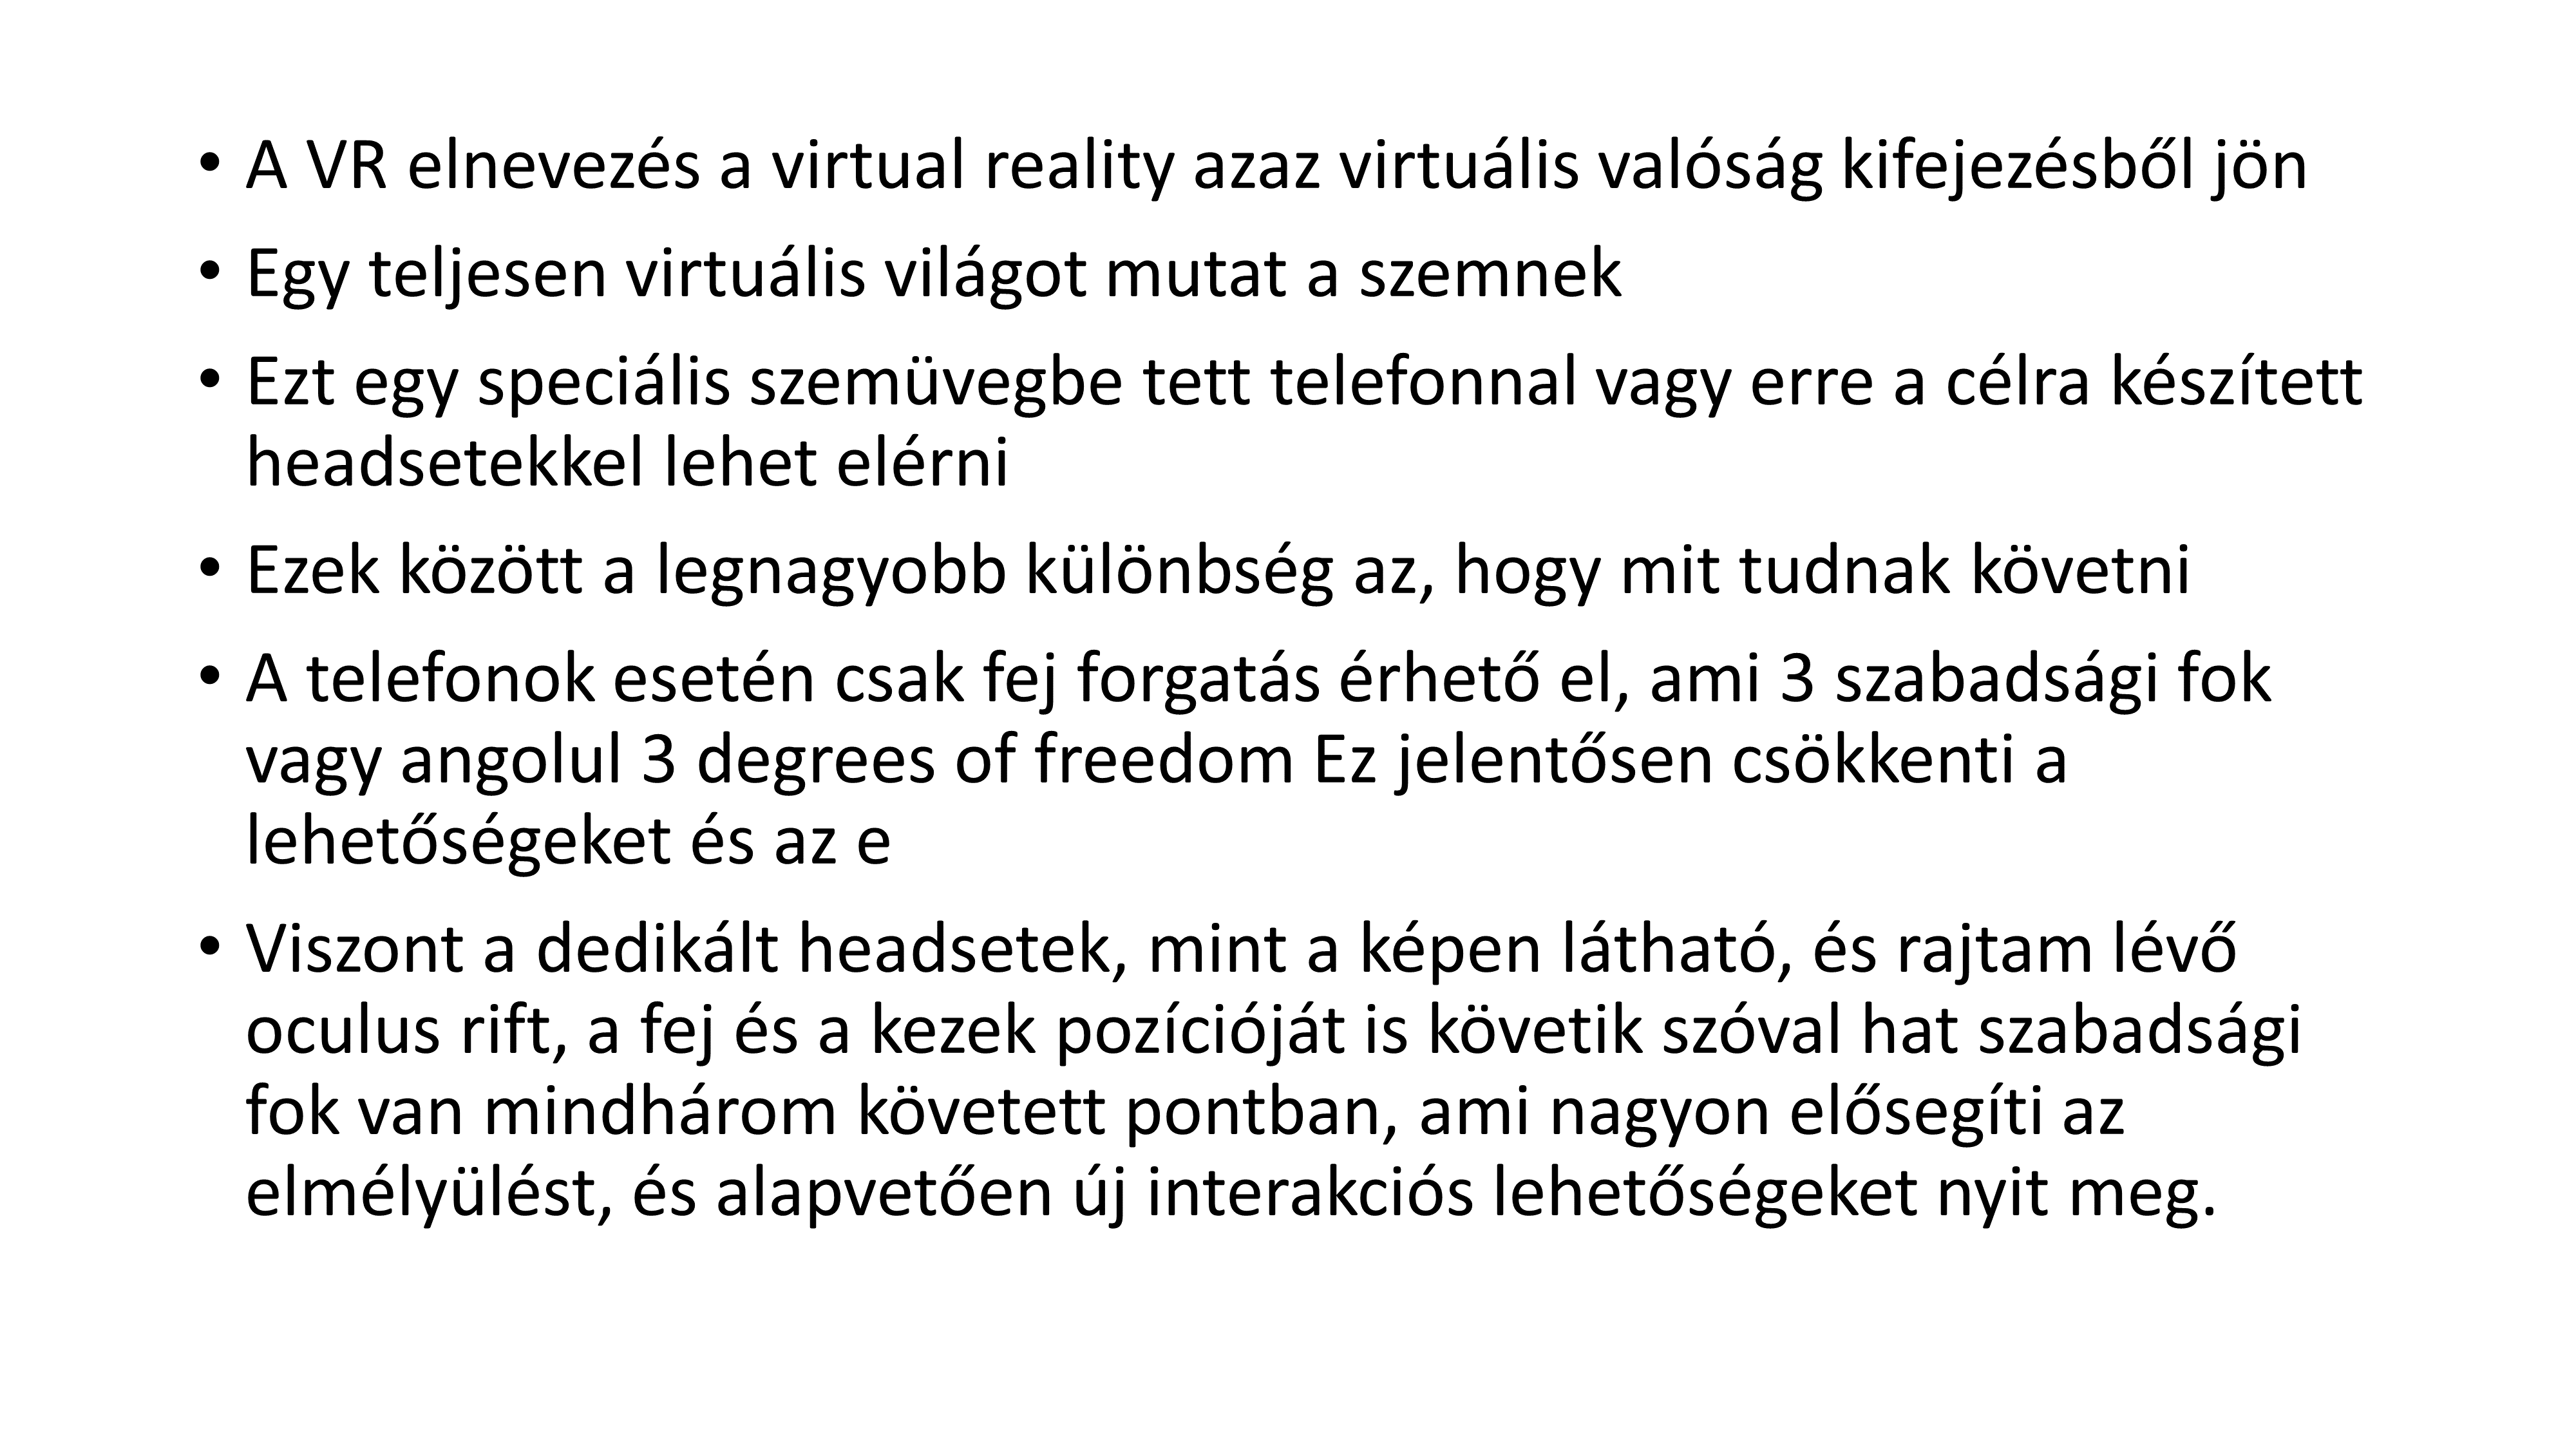 • A VR elnevezés a virtual reality azaz virtuális valóság kifejezésből jön
• Egy teljesen virtuális világot mutat a szemnek
• Ezt egy speciális szemüvegbe tett telefonnal vagy erre a célra készített
headsetekkel lehet elérni
• Ezek között a legnagyobb különbség az, hogy mit tudnak követni
• A telefonok esetén csak fej forgatás érhető el, ami 3 szabadsági fok
vagy angolul 3 degrees of freedom Ez jelentősen csökkenti a
lehetőségeket és az e
• Viszont a dedikált headsetek, mint a képen látható, és rajtam lévő
oculus rift, a fej és a kezek pozícióját is követik szóval hat szabadsági
fok van mindhárom követett pontban, ami nagyon elősegíti az
elmélyülést, és alapvetően új interakciós lehetőségeket nyit meg.